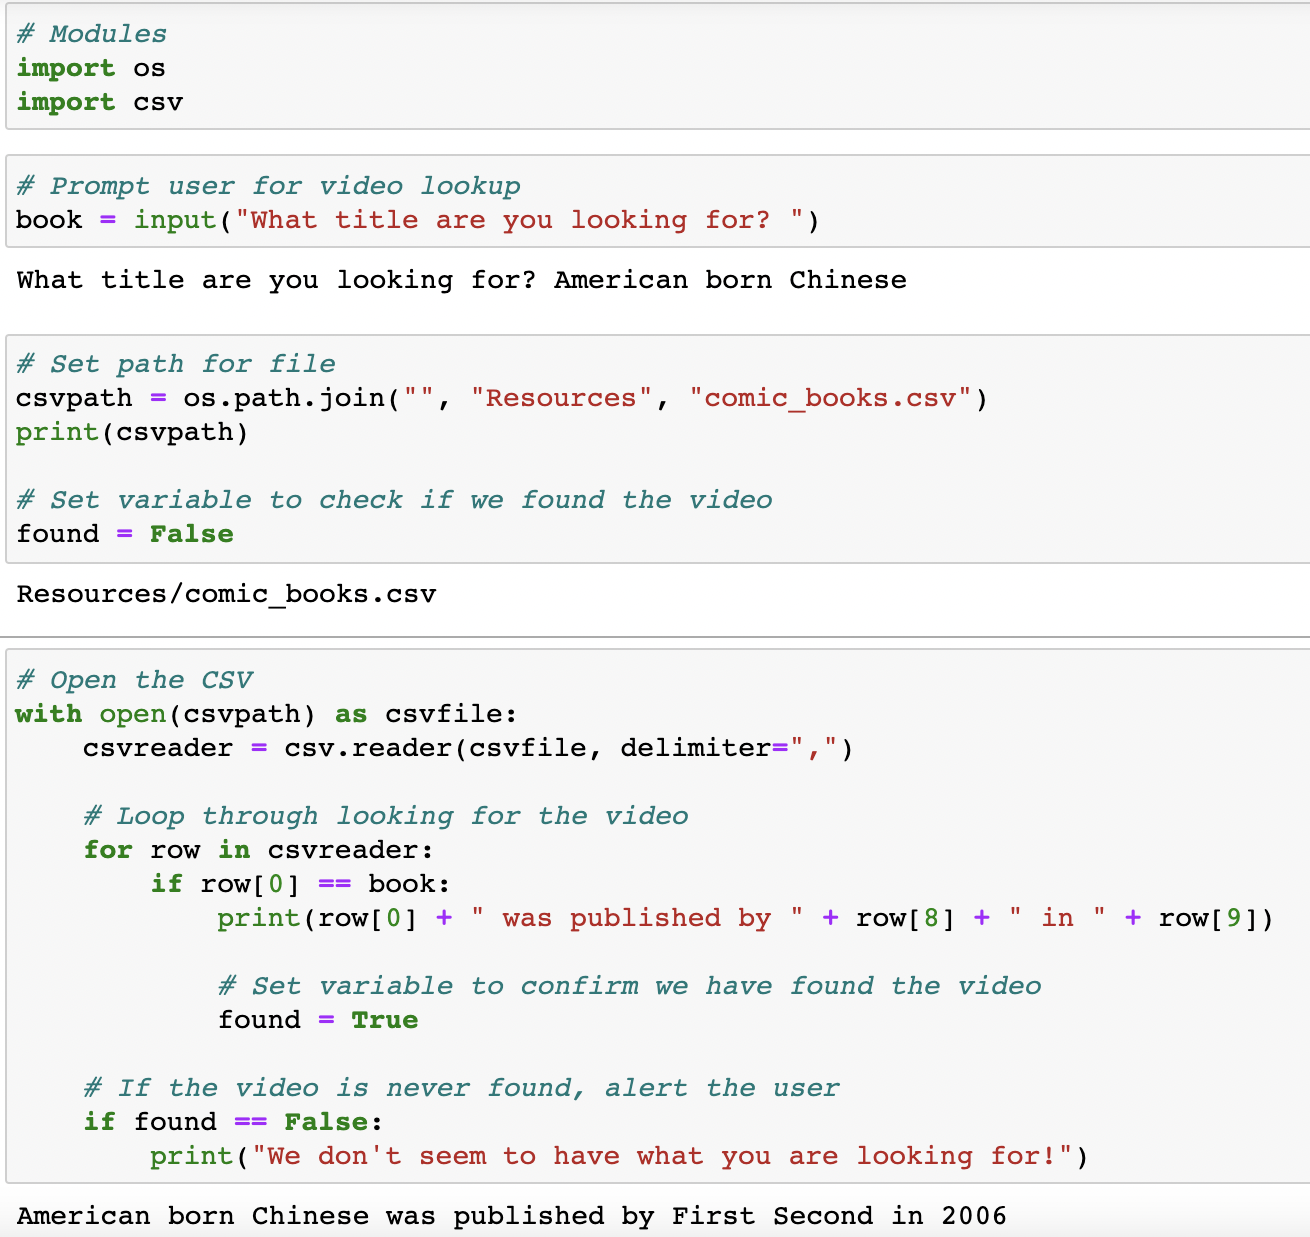 # Modules
import os
import csv
# Prompt user for video lookup
book = input("What title are you looking for? ")
What title are you looking for? American born Chinese
# Set path for file
csvpath = os.path.join("", "Resources", "comic_books.csv")
print(csvpath)
# Set variable to check if we found the video
found = False
Resources/comic_books.csv
# Open the CSV
with open(csvpath) as csvfile:
    csvreader = csv.reader(csvfile, delimiter=",")
    # Loop through looking for the video
    for row in csvreader:
        if row[0] == book:
            print(row[0] + " was published by " + row[8] + " in " + row[9])
            # Set variable to confirm we have found the video
            found = True
    # If the video is never found, alert the user
    if found == False:
        print("We don't seem to have what you are looking for!")
American born Chinese was published by First Second in 2006